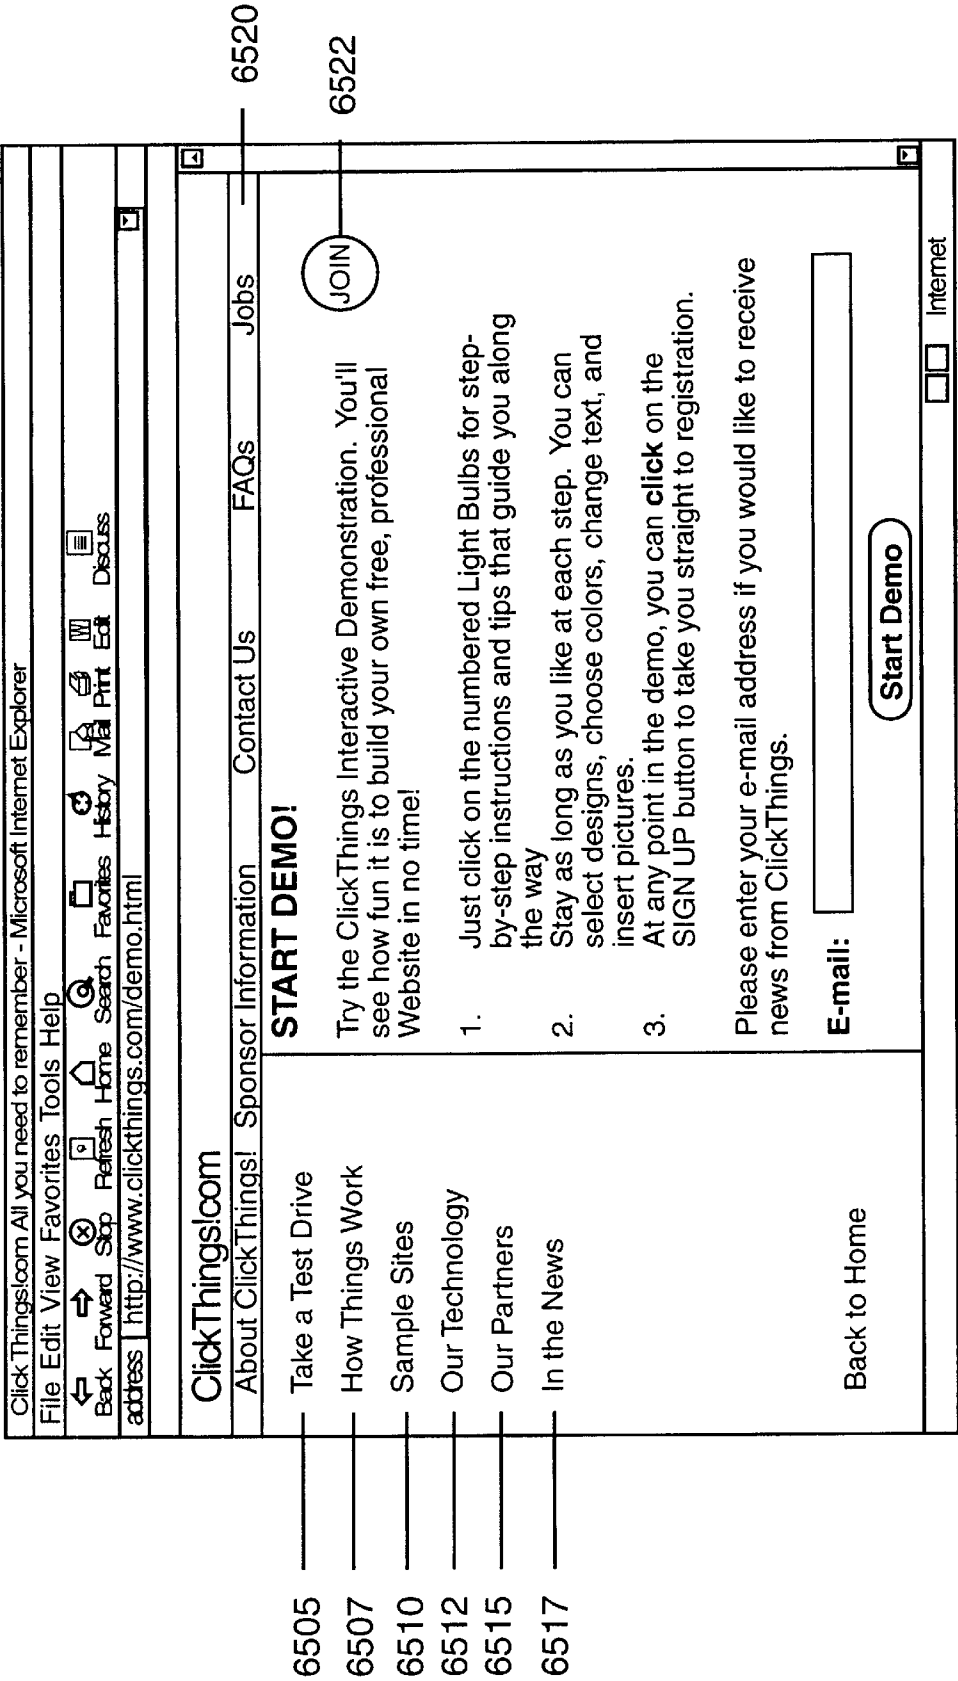 Click Things!com All you need to remember - Microsoft Internet Explorer
File Edit View Favorites Tools Help
Back Forward Stop Refresh Home Search Favorites History Mail Print Edit Discuss
W
address http://www.clickthings.com/demo.html
ClickThings!com
About ClickThings! Sponsor Information Contact Us FAQs Jobs
6520
6505
Take a Test Drive
6507
How Things Work
6510
Sample Sites
6512
Our Technology
6515
Our Partners
6517
In the News
Back to Home
START DEMO!
JOIN
6522
Try the ClickThings Interactive Demonstration. You'll
see how fun it is to build your own free, professional
Website in no time!
1. Just click on the numbered Light Bulbs for step-
by-step instructions and tips that guide you along
the way
2. Stay as long as you like at each step. You can
select designs, choose colors, change text, and
insert pictures.
3. At any point in the demo, you can click on the
SIGN UP button to take you straight to registration.
Please enter your e-mail address if you would like to receive
news from ClickThings.
E-mail:
Start Demo
Internet